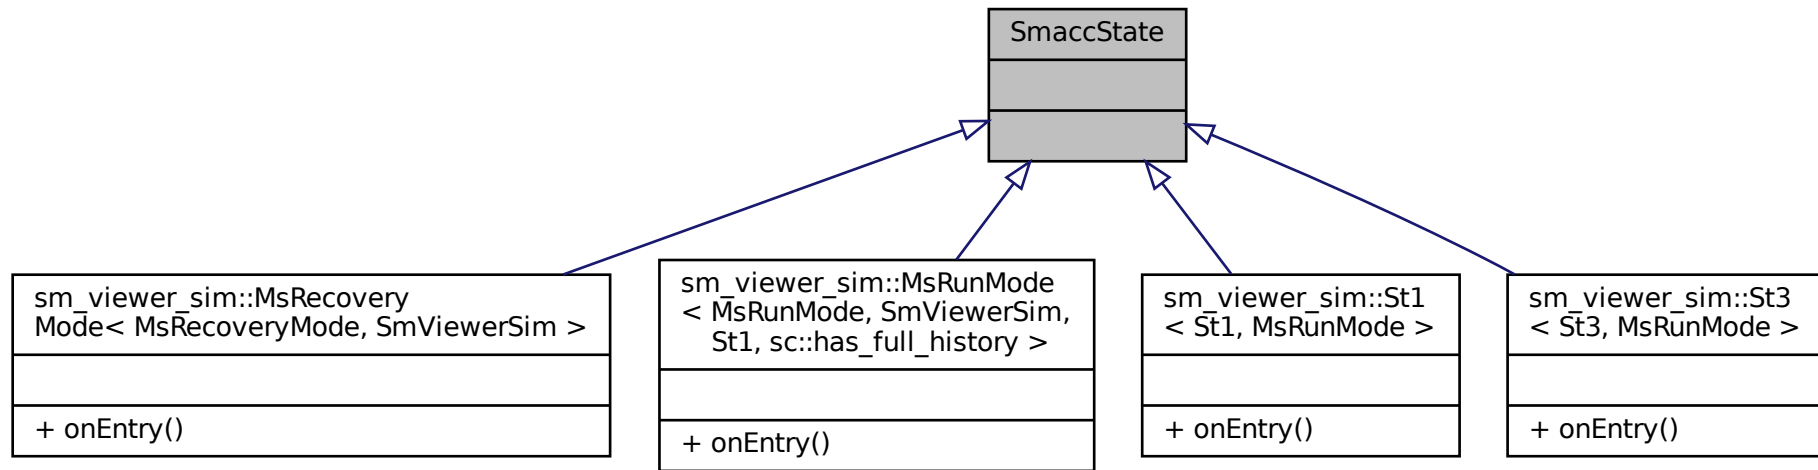 SmaccState
sm_viewer_sim::MsRecovery
Mode< MsRecoveryMode, SmViewerSim >
+ onEntry()
sm_viewer_sim::MsRunMode
< MsRunMode, SmViewerSim,
St1, sc::has_full_history >
+ onEntry()
sm_viewer_sim::St1
< St1, MsRunMode >
+ onEntry()
sm_viewer_sim::St3
< St3, MsRunMode >
+ onEntry()